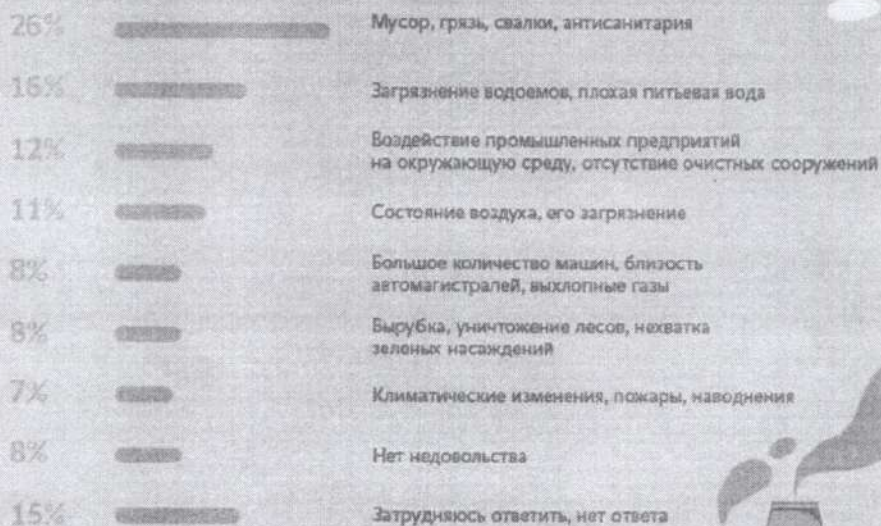 26% Мусор, грязь, свалки, антисанитария
16% Загрязнение водоемов, плохая питьевая вода
12% Воздействие промышленных предприятий
на окружающую среду, отсутствие очистных сооружений
11% Состояние воздуха, его загрязнение
8% Большое количество машин, близость
автомагистралей, выхлопные газы
8% Вырубка, уничтожение лесов, нехватка
зеленых насаждений
7% Климатические изменения, пожары, наводнения
8% Нет недовольства
15% Затрудняюсь ответить, нет ответа